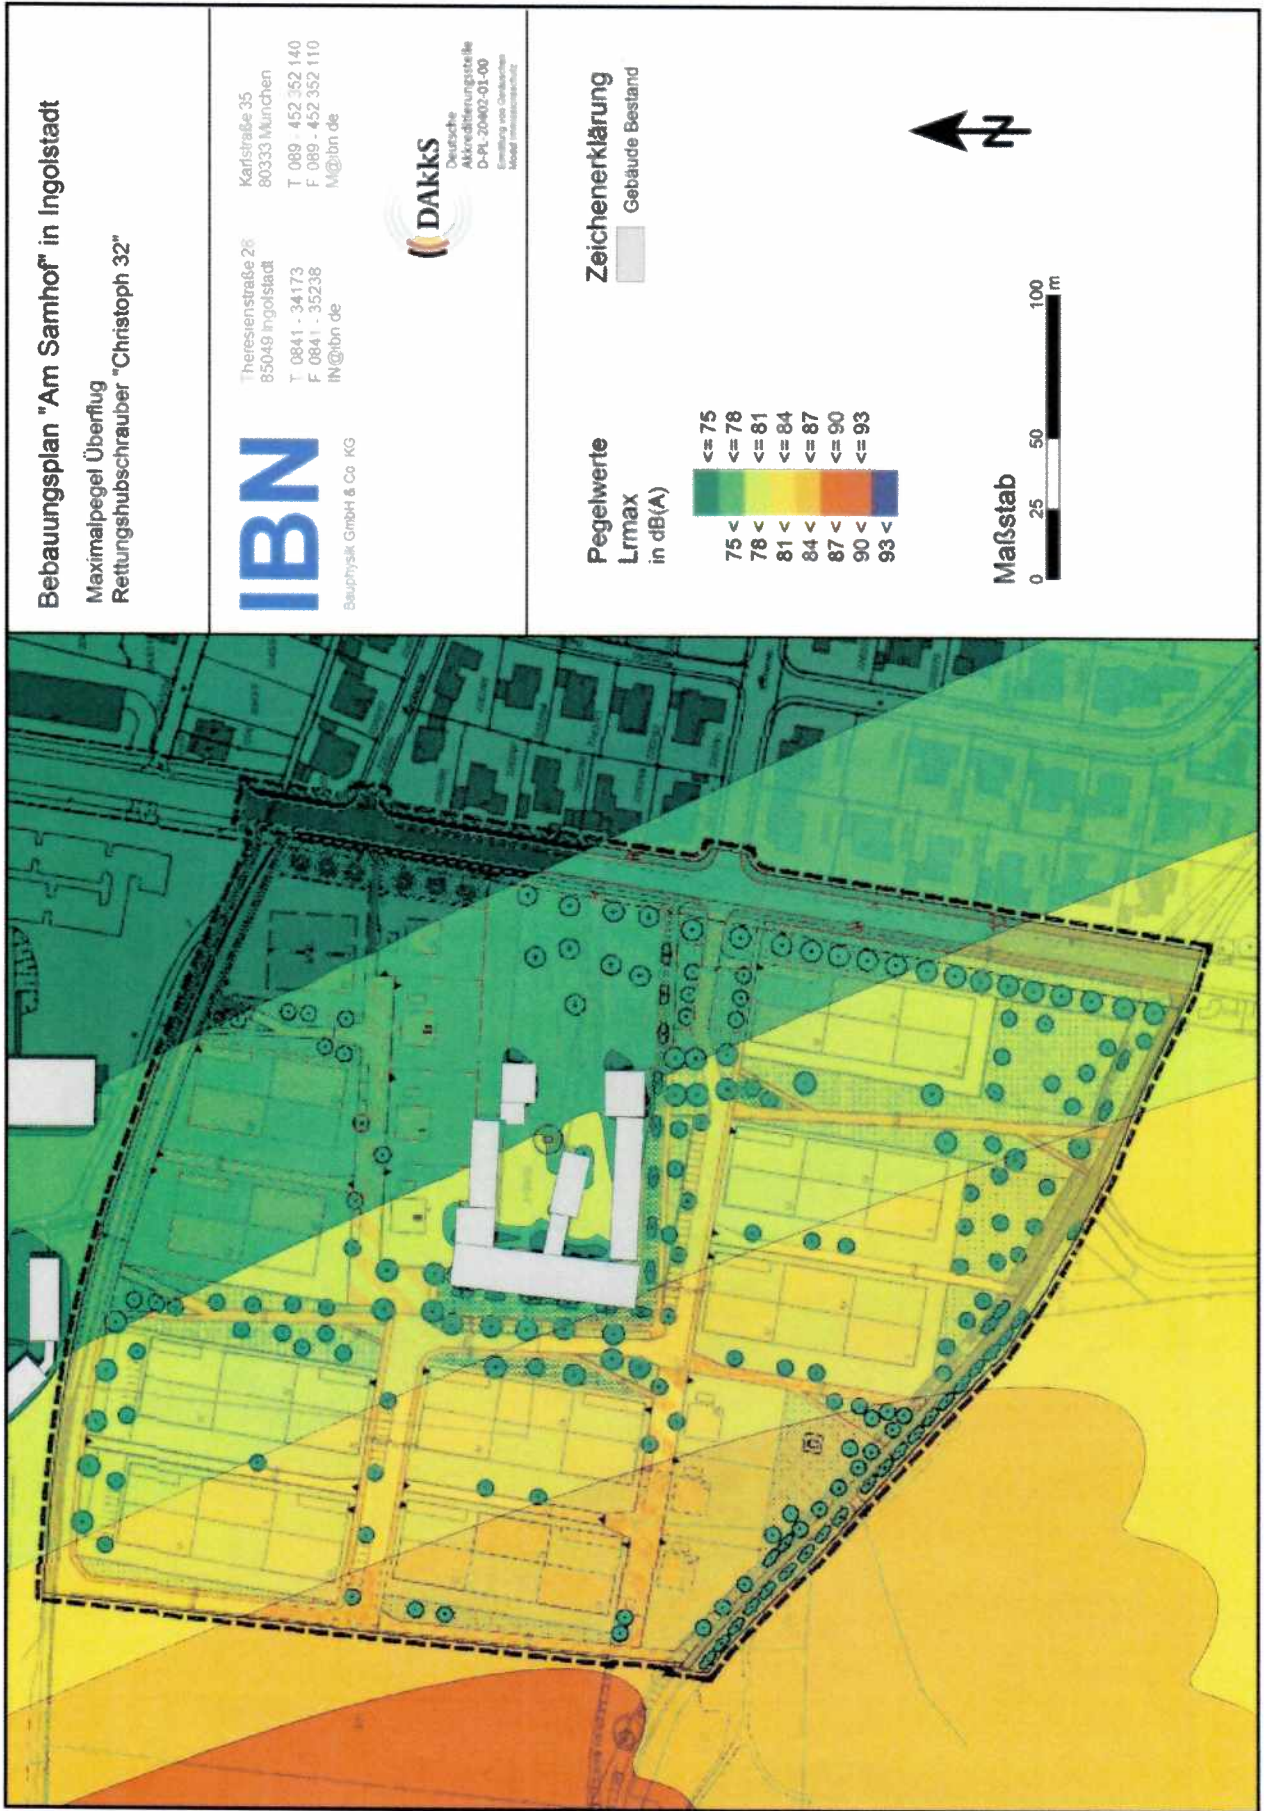 Bebauungsplan "Am Samhof" in Ingolstadt
Maximalpegel Überflug
Rettungshubschrauber "Christoph 32"
IBN
Bauphysik GmbH & Co KG
Theresienstraße 28
85049 Ingolstadt
T 0841 - 34173
F 0841 - 35238
IN@ibn de
Karlstraße 35
80333 München
T 089 - 452 352 140
F 089 - 452 352 110
M@ibn de
DAkkS
Deutsche
Akkreditierungsstelle
D-PL-20402-01-00
Ermittlung von Geräuschen
Pegelwerte
Lrmax
in dB(A)
<= 75
75 < <= 78
78 < <= 81
81 < <= 84
84 < <= 87
87 < <= 90
90 < <= 93
93 <
Zeichenerklärung
Gebäude Bestand
Maßstab
0 25 50 100
m
N